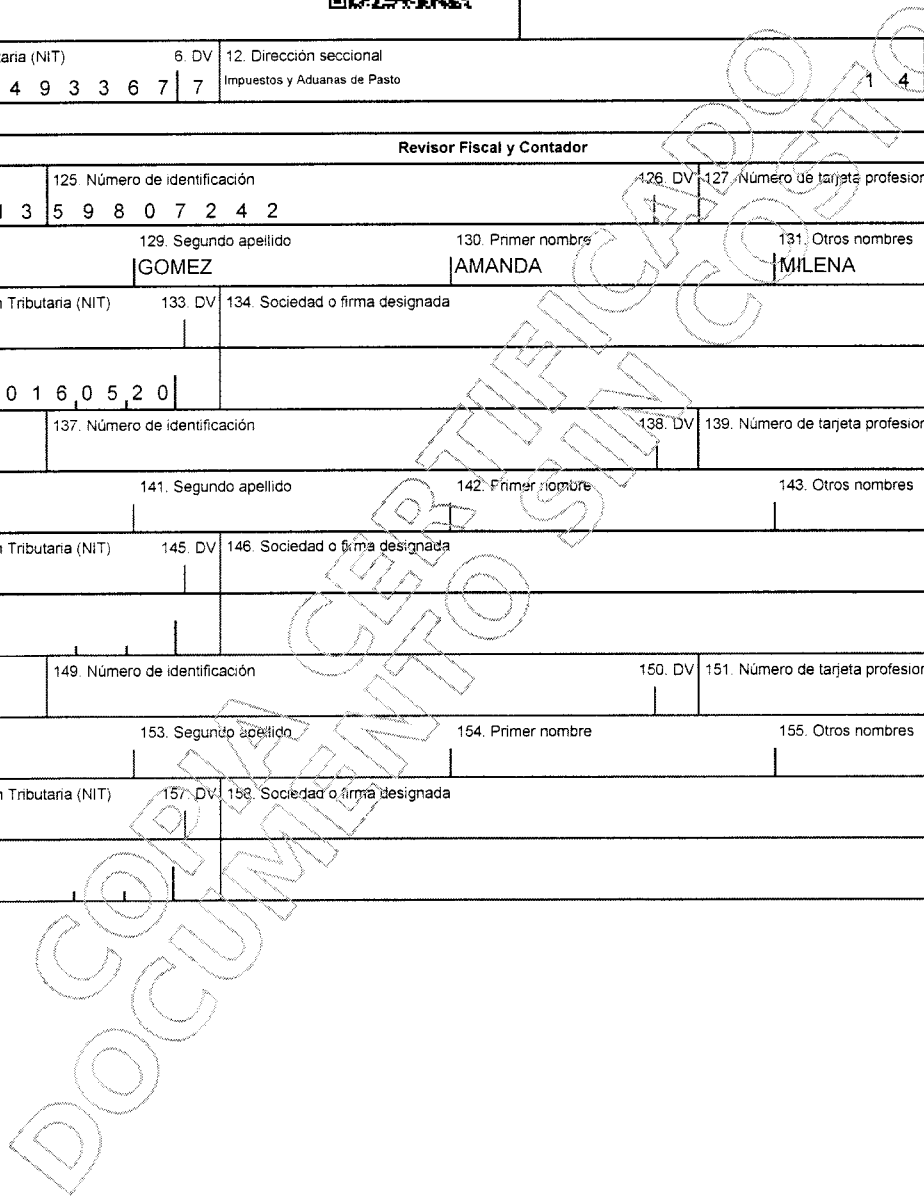 aria (NIT) 6. DV 12. Dirección seccional
4 9 3 3 6 7 7 Impuestos y Aduanas de Pasto 1 4
Revisor Fiscal y Contador
125. Número de identificación 126. DV 127. Número de tarjeta profesion
1 3 5 9 8 0 7 2 4 2
129. Segundo apellido 130. Primer nombre 131. Otros nombres
GOMEZ AMANDA MILENA
n Tributaria (NIT) 133. DV 134. Sociedad o firma designada
0 1 6 0 5 2 0
137. Número de identificación 138. DV 139. Número de tarjeta profesion
141. Segundo apellido 142. Primer nombre 143. Otros nombres
n Tributaria (NIT) 145. DV 146. Sociedad o firma designada
149. Número de identificación 150. DV 151. Número de tarjeta profesion
153. Segundo apellido 154. Primer nombre 155. Otros nombres
n Tributaria (NIT) 157. DV 158. Sociedad o firma designada
COPIA CERTIFICADO
DOCUMENTO SIN COSTO